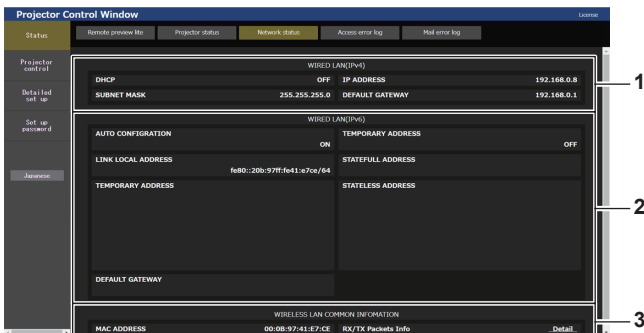 Projector Control Window
License
Status
Remote preview lite
Projector status
Network status
Access error log
Mail error log
Projector
control
Detailed
set up
Set up
password
Japanese
WIRED LAN(IPv4)
DHCP OFF IP ADDRESS 192.168.0.8
SUBNET MASK 255.255.255.0 DEFAULT GATEWAY 192.168.0.1
1
WIRED LAN(IPv6)
AUTO CONFIGRATION TEMPORARY ADDRESS
ON OFF
LINK LOCAL ADDRESS STATEFULL ADDRESS
fe80::20b:97ff:fe41:e7ce/64
TEMPORARY ADDRESS STATELESS ADDRESS
2
DEFAULT GATEWAY
WIRELESS LAN COMMON INFOMATION
MAC ADDRESS 00:0B:97:41:E7:CE RX/TX Packets Info Detail
3